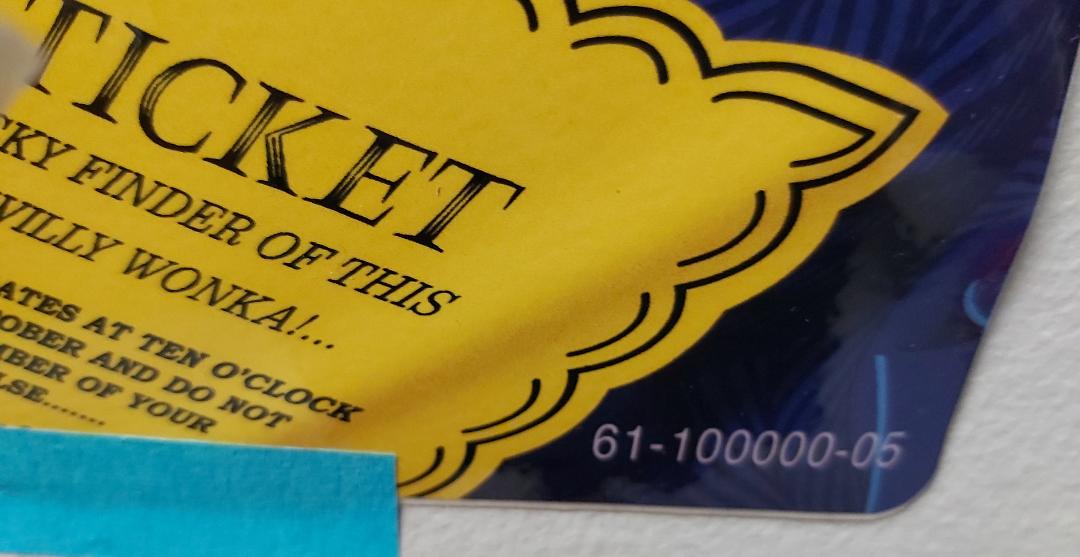 TICKET
CKY FINDER OF THIS
WILLY WONKA!...
ATES AT TEN O'CLOCK
OBER AND DO NOT
MBER OF YOUR
LSE.......
61-100000-05